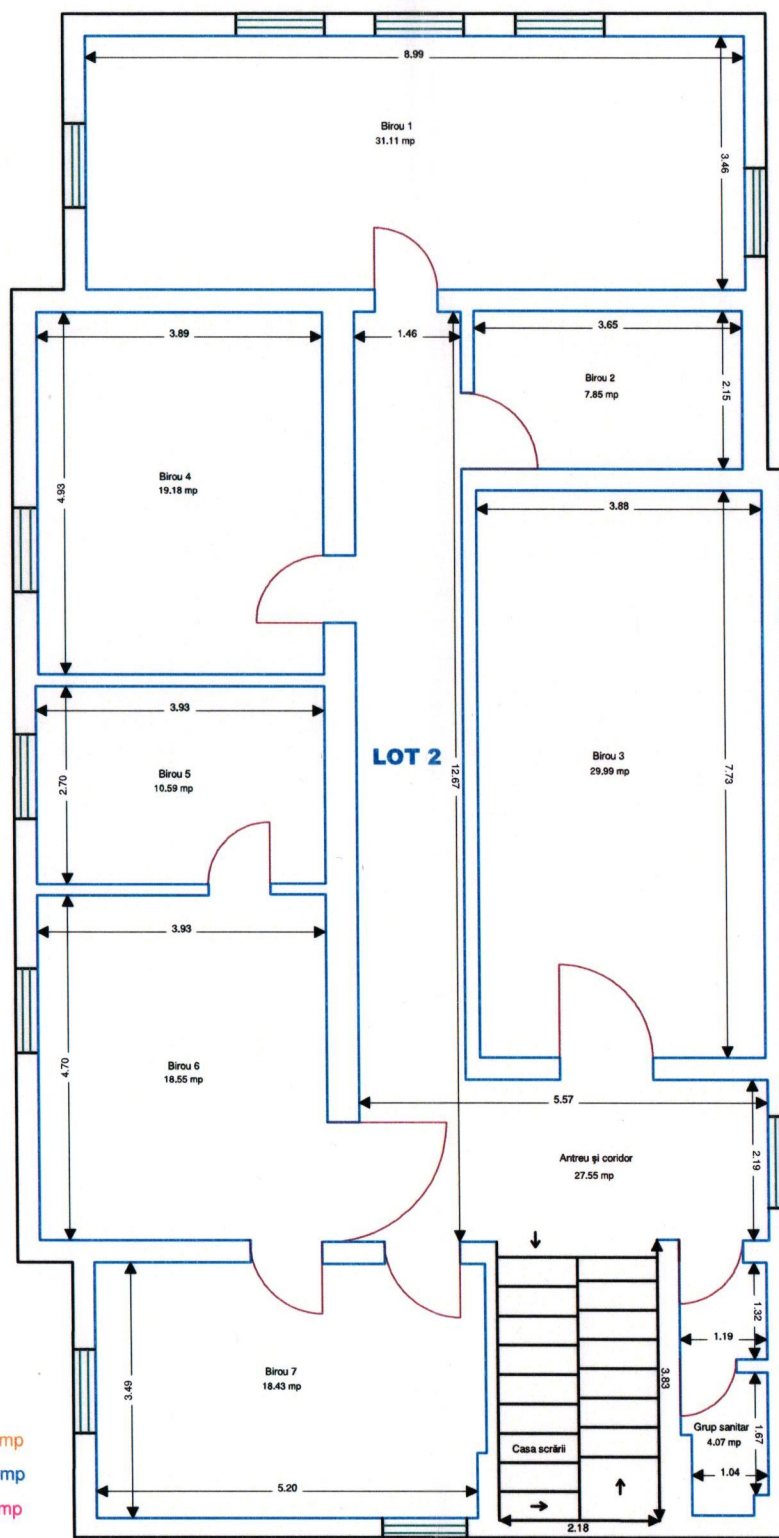 8.99
Birou 1
31.11 mp
3.46
3.89
1.46
3.65
Birou 2
7.85 mp
2.15
Birou 4
19.18 mp
4.93
3.88
3.93
Birou 5
10.59 mp
2.70
LOT 2
12.67
Birou 3
29.99 mp
7.73
3.93
Birou 6
18.55 mp
4.70
5.57
Antreu și coridor
27.55 mp
2.19
1.32
1.19
Birou 7
18.43 mp
3.49
3.83
Grup sanitar
4.07 mp
1.67
Casa scării
1.04
5.20
2.18
mp
mp
mp